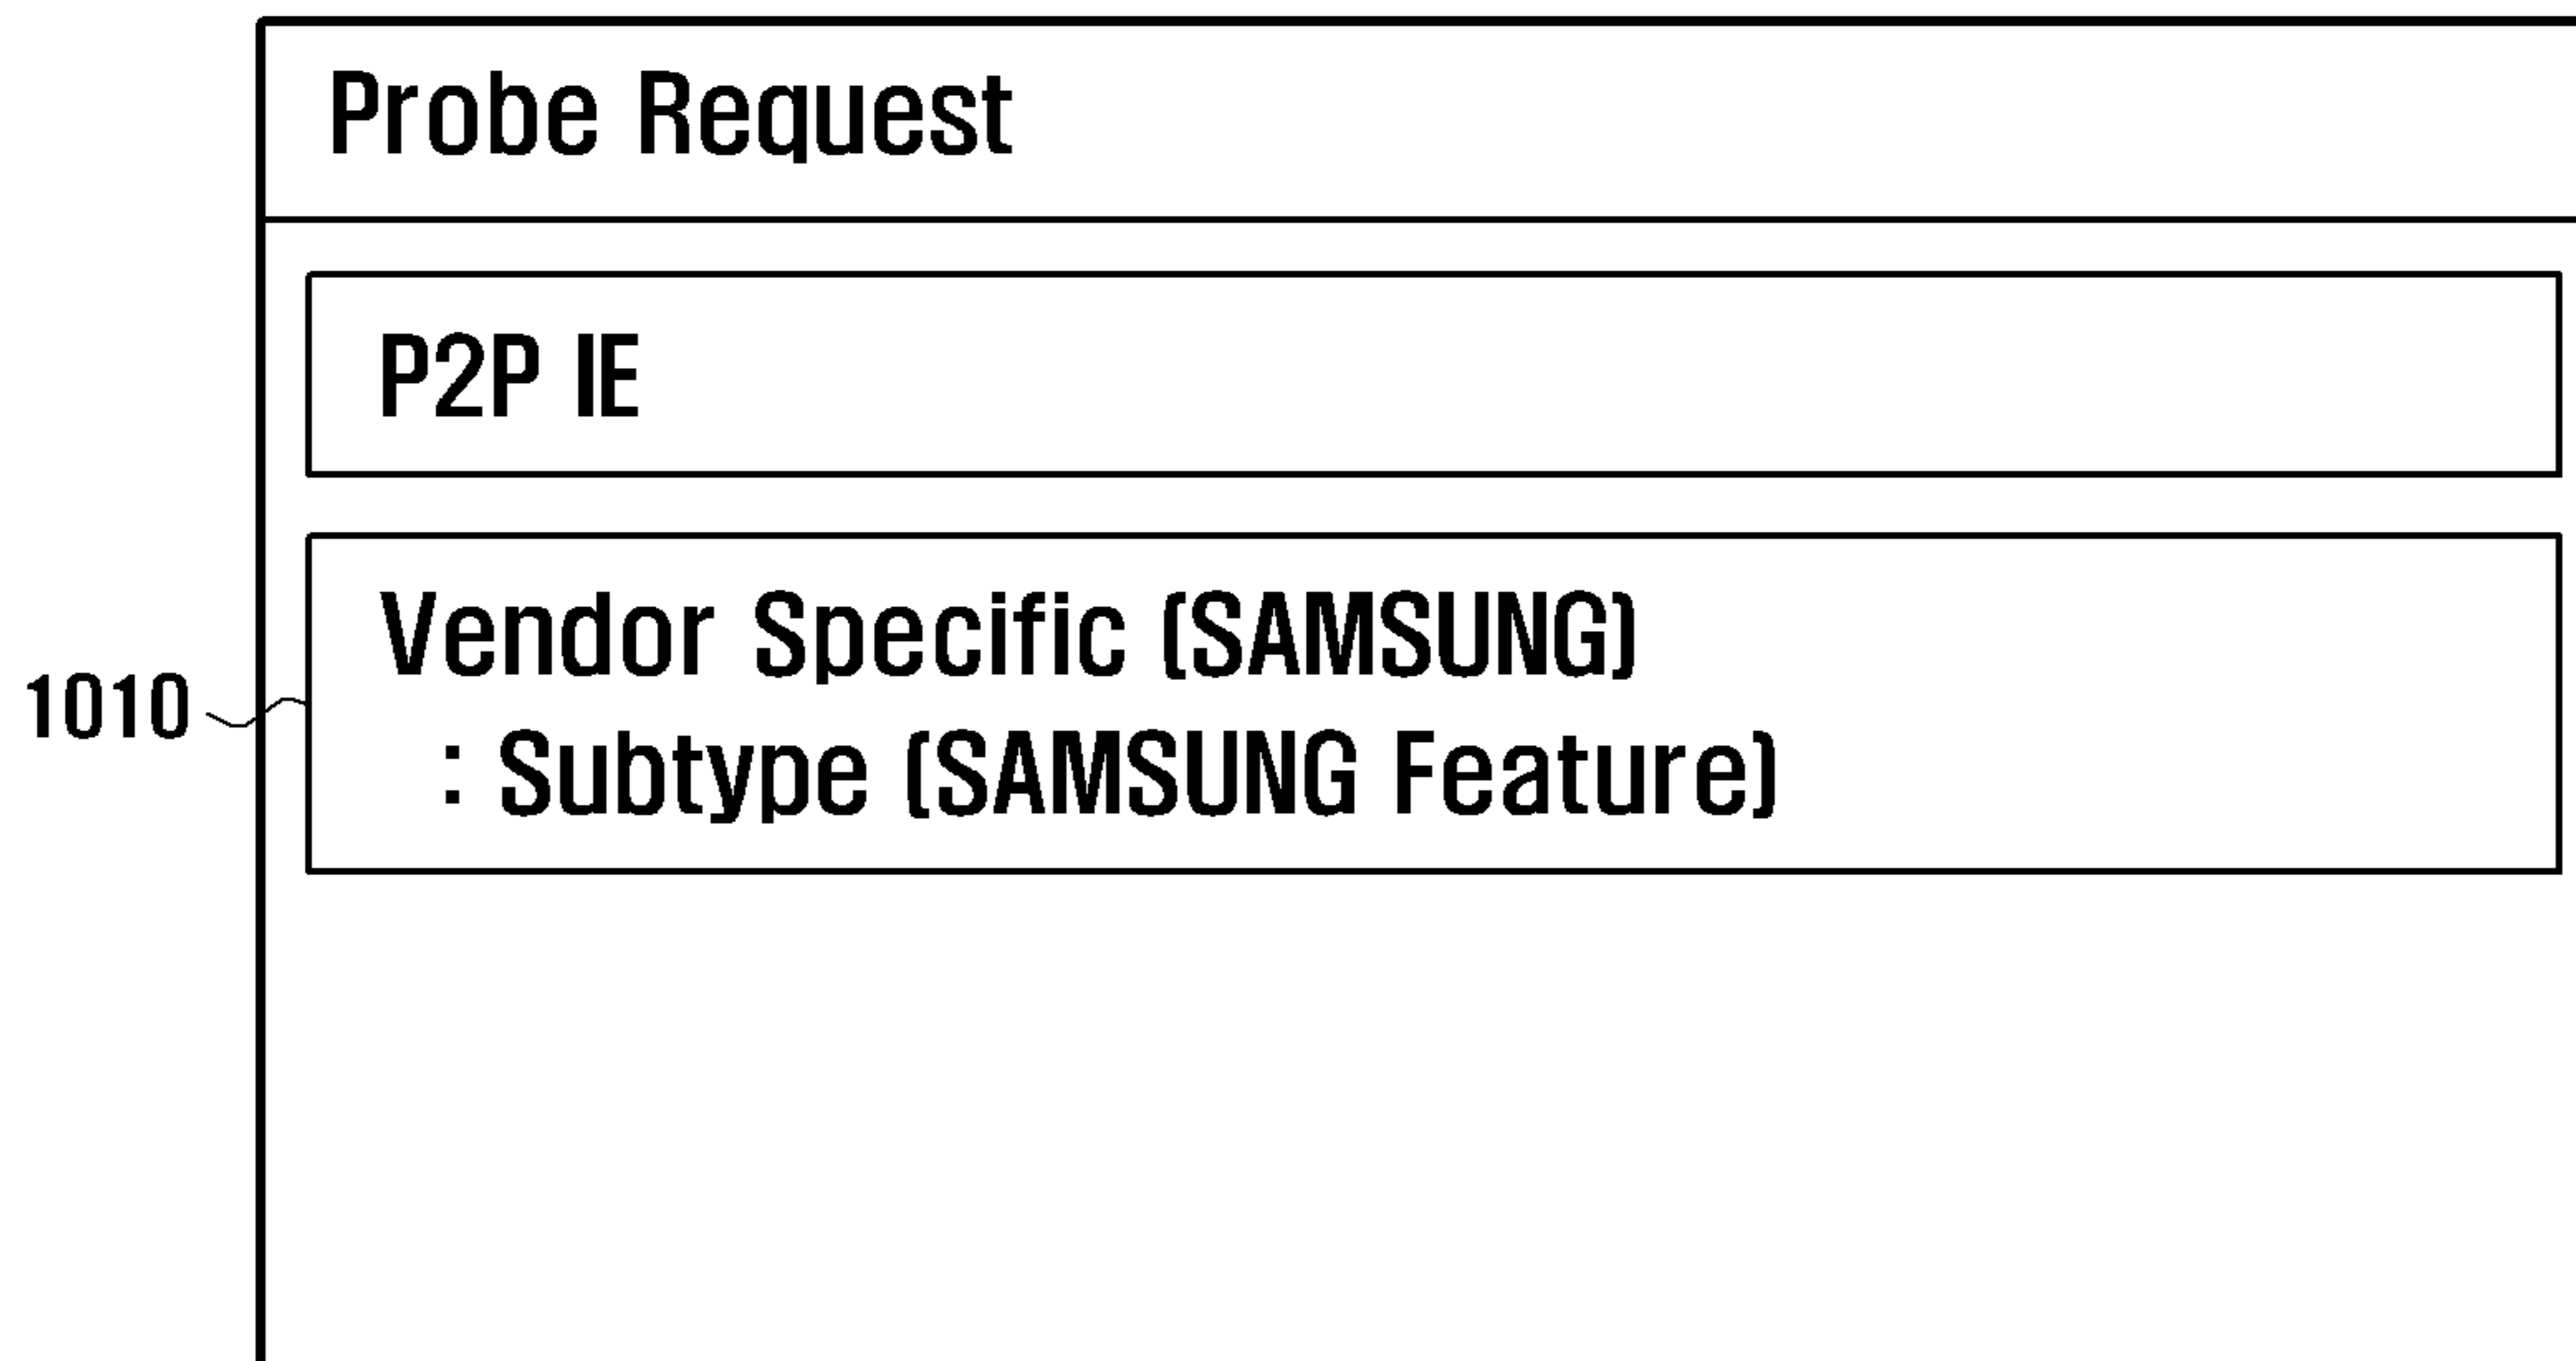 Probe Request
P2P IE
Vendor Specific (SAMSUNG)
: Subtype (SAMSUNG Feature)
1010